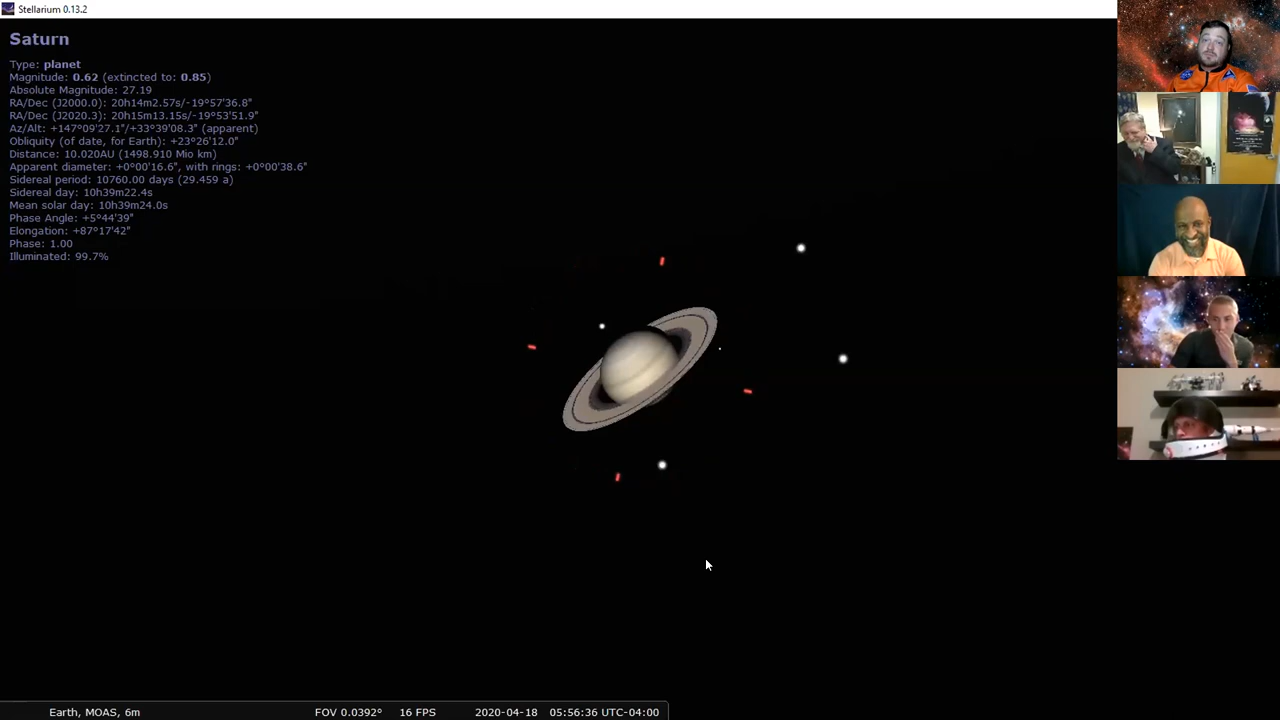 Stellarium 0.13.2
Saturn
Type: planet
Magnitude: 0.62 (extincted to: 0.85)
Absolute Magnitude: 27.19
RA/Dec (J2000.0): 20h14m2.57s/-19°57'36.8"
RA/Dec (J2020.3): 20h15m13.15s/-19°53'51.9"
Az/Alt: +147°09'27.1"/+33°39'08.3" (apparent)
Obliquity (of date, for Earth): +23°26'12.0"
Distance: 10.020AU (1498.910 Mio km)
Apparent diameter: +0°00'16.6", with rings: +0°00'38.6"
Sidereal period: 10760.00 days (29.459 a)
Sidereal day: 10h39m22.4s
Mean solar day: 10h39m24.0s
Phase Angle: +5°44'39"
Elongation: +87°17'42"
Phase: 1.00
Illuminated: 99.7%
Earth, MOAS, 6m FOV 0.0392° 16 FPS 2020-04-18 05:56:36 UTC-04:00